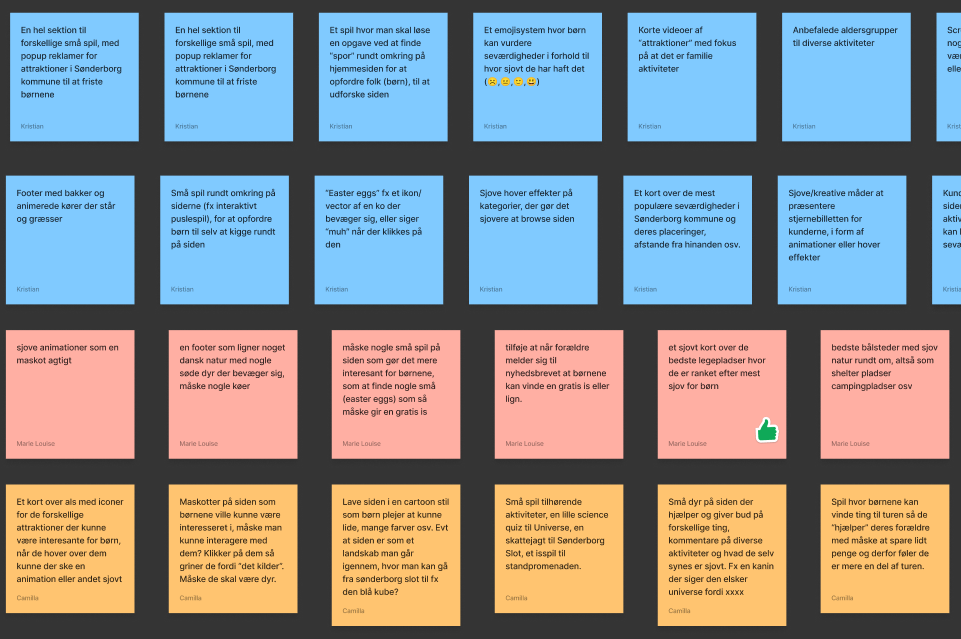 En hel sektion til
forskellige små spil, med
popup reklamer for
attraktioner i Sønderborg
kommune til at friste
børnene
Kristian
En hel sektion til
forskellige små spil, med
popup reklamer for
attraktioner i Sønderborg
kommune til at friste
børnene
Kristian
Et spil hvor man skal løse
en opgave ved at finde
"spor" rundt omkring på
hjemmesiden for at
opfordre folk (børn), til at
udforske siden
Kristian
Et emojisystem hvor børn
kan vurdere
seværdigheder i forhold til
hvor sjovt de har haft det
(☹️,😐,🙂,😃)
Kristian
Korte videoer af
"attraktioner" med fokus
på at det er familie
aktiviteter
Kristian
Anbefalede aldersgrupper
til diverse aktiviteter
Kristian
Footer med bakker og
animerede kører der står
og græsser
Kristian
Små spil rundt omkring på
siderne (fx interaktivt
puslespil), for at opfordre
børn til selv at kigge rundt
på siden
Kristian
"Easter eggs" fx et ikon/
vector af en ko der
bevæger sig, eller siger
"muh" når der klikkes på
den
Kristian
Sjove hover effekter på
kategorier, der gør det
sjovere at browse siden
Kristian
Et kort over de mest
populære seværdigheder i
Sønderborg kommune og
deres placeringer,
afstande fra hinanden osv.
Kristian
Sjove/kreative måder at
præsentere
stjernebilletten for
kunderne, i form af
animationer eller hover
effekter
Kristian
sjove animationer som en
maskot agtigt
Marie Louise
en footer som ligner noget
dansk natur med nogle
søde dyr der bevæger sig,
måske nogle køer
Marie Louise
måske nogle små spil på
siden som gør det mere
interessant for børnene,
som at finde nogle små
(easter eggs) som så
måske gir en gratis is
Marie Louise
tilføje at når forældre
melder sig til
nyhedsbrevet at børnene
kan vinde en gratis is eller
lign.
Marie Louise
et sjovt kort over de
bedste legepladser hvor
de er ranket efter mest
sjov for børn
Marie Louise
bedste bålsteder med sjov
natur rundt om, altså som
shelter pladser
campingpladser osv
Marie Louise
Et kort over als med iconer
for de forskellige
attraktioner der kunne
være interesante for børn,
når de hover over dem
kunne der ske en
animation eller andet sjovt
Camilla
Maskotter på siden som
børnene ville kunne være
interesseret i, måske man
kunne interagere med
dem? Klikker på dem så
griner de fordi "det kilder".
Måske de skal være dyr.
Camilla
Lave siden i en cartoon stil
som børn plejer at kunne
lide, mange farver osv. Evt
at siden er som et
landskab man går
igennem, hvor man kan gå
fra sønderborg slot til fx
den blå kube?
Camilla
Små spil tilhørende
aktiviteter, en lille science
quiz til Universe, en
skattejagt til Sønderborg
Slot, et isspil til
standpromenaden.
Camilla
Små dyr på siden der
hjælper og giver bud på
forskellige ting,
kommentare på diverse
aktiviteter og hvad de selv
synes er sjovt. Fx en kanin
der siger den elsker
universe fordi xxxx
Camilla
Spil hvor børnene kan
vinde ting til turen så de
"hjælper" deres forældre
med måske at spare lidt
penge og derfor føler de
er mere en del af turen.
Camilla